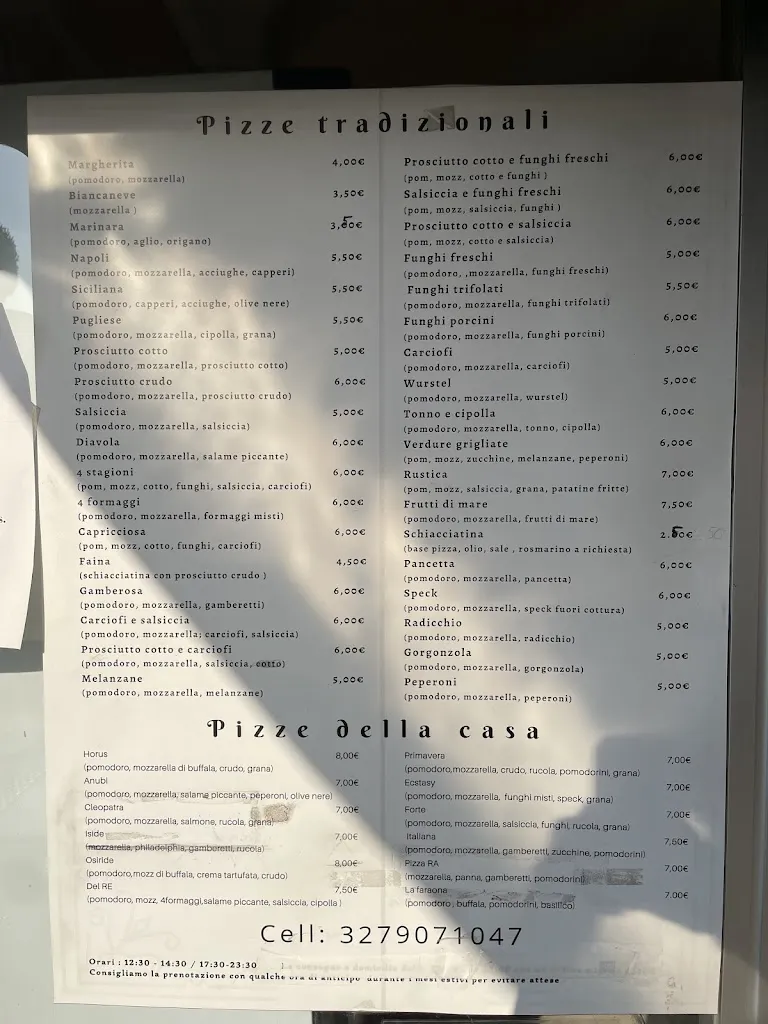 Pizze tradizionali
Margherita 4,00€
(pomodoro, mozzarella)
Biancaneve 3,50€
(mozzarella )
Marinara 3,50€
(pomodoro, aglio, origano)
Napoli 5,50€
(pomodoro, mozzarella, acciughe, capperi)
Siciliana 5,50€
(pomodoro, capperi, acciughe, olive nere)
Pugliese 5,50€
(pomodoro, mozzarella, cipolla, grana)
Prosciutto cotto 5,00€
(pomodoro, mozzarella, prosciutto cotto)
Prosciutto crudo 6,00€
(pomodoro, mozzarella, prosciutto crudo)
Salsiccia 5,00€
(pomodoro, mozzarella, salsiccia)
Diavola 6,00€
(pomodoro, mozzarella, salame piccante)
4 stagioni 6,00€
(pom, mozz, cotto, funghi, salsiccia, carciofi)
4 formaggi 6,00€
(pomodoro, mozzarella, formaggi misti)
Capricciosa 6,00€
(pom, mozz, cotto, funghi, carciofi)
Faina 4,50€
(schiacciatina con prosciutto crudo )
Gamberosa 6,00€
(pomodoro, mozzarella, gamberetti)
Carciofi e salsiccia 6,00€
(pomodoro, mozzarella; carciofi, salsiccia)
Prosciutto cotto e carciofi 6,00€
(pomodoro, mozzarella, salsiccia, cotto)
Melanzane 5,00€
(pomodoro, mozzarella, melanzane)
Prosciutto cotto e funghi freschi 6,00€
(pom, mozz, cotto e funghi )
Salsiccia e funghi freschi 6,00€
(pom, mozz, salsiccia, funghi )
Prosciutto cotto e salsiccia 6,00€
(pom, mozz, cotto e salsiccia)
Funghi freschi 5,00€
(pomodoro, ,mozzarella, funghi freschi)
Funghi trifolati 5,50€
(pomodoro, mozzarella, funghi trifolati)
Funghi porcini 6,00€
(pomodoro, mozzarella, funghi porcini)
Carciofi 5,00€
(pomodoro, mozzarella, carciofi)
Wurstel 5,00€
(pomodoro, mozzarella, wurstel)
Tonno e cipolla 6,00€
(pomodoro, mozzarella, tonno, cipolla)
Verdure grigliate 6,00€
(pom, mozz, zucchine, melanzane, peperoni)
Rustica 7,00€
(pom, mozz, salsiccia, grana, patatine fritte)
Frutti di mare 7,50€
(pomodoro, mozzarella, frutti di mare)
Schiacciatina 2.50€ 50
(base pizza, olio, sale , rosmarino a richiesta)
Pancetta 6,00€
(pomodoro, mozzarella, pancetta)
Speck 6,00€
(pomodoro, mozzarella, speck fuori cottura)
Radicchio 5,00€
(pomodoro, mozzarella, radicchio)
Gorgonzola 5,00€
(pomodoro, mozzarella, gorgonzola)
Peperoni 5,00€
(pomodoro, mozzarella, peperoni)
Pizze della casa
Horus 8,00€
(pomodoro, mozzarella di buffala, crudo, grana)
Anubi 7,00€
(pomodoro, mozzarella, salame piccante, peperoni, olive nere)
Cleopatra 7,00€
(pomodoro, mozzarella, salmone, rucola, grana)
Iside 7,00€
(mozzarella, philadelphia, gamberetti, rucola)
Osiride 8,00€
(pomodoro,mozz di buffala, crema tartufata, crudo)
Del RE 7,50€
(pomodoro, mozz, 4formaggi,salame piccante, salsiccia, cipolla )
Primavera 7,00€
(pomodoro,mozzarella, crudo, rucola, pomodorini, grana)
Ecstasy 7,00€
(pomodoro, mozzarella, funghi misti, speck, grana)
Forte 7,00€
(pomodoro, mozzarella, salsiccia, funghi, rucola, grana)
Italiana 7,50€
(pomodoro, mozzarella, gamberetti, zucchine, pomodorini)
Pizza RA 7,00€
(mozzarella, panna, gamberetti, pomodorini)
La faraona 7,00€
(pomodoro , buffala, pomodorini, basilico)
Cell: 3279071047
Orari : 12:30 - 14:30 / 17:30-23:30
Consigliamo la prenotazione con qualche ora di anticipo durante i mesi estivi per evitare attese